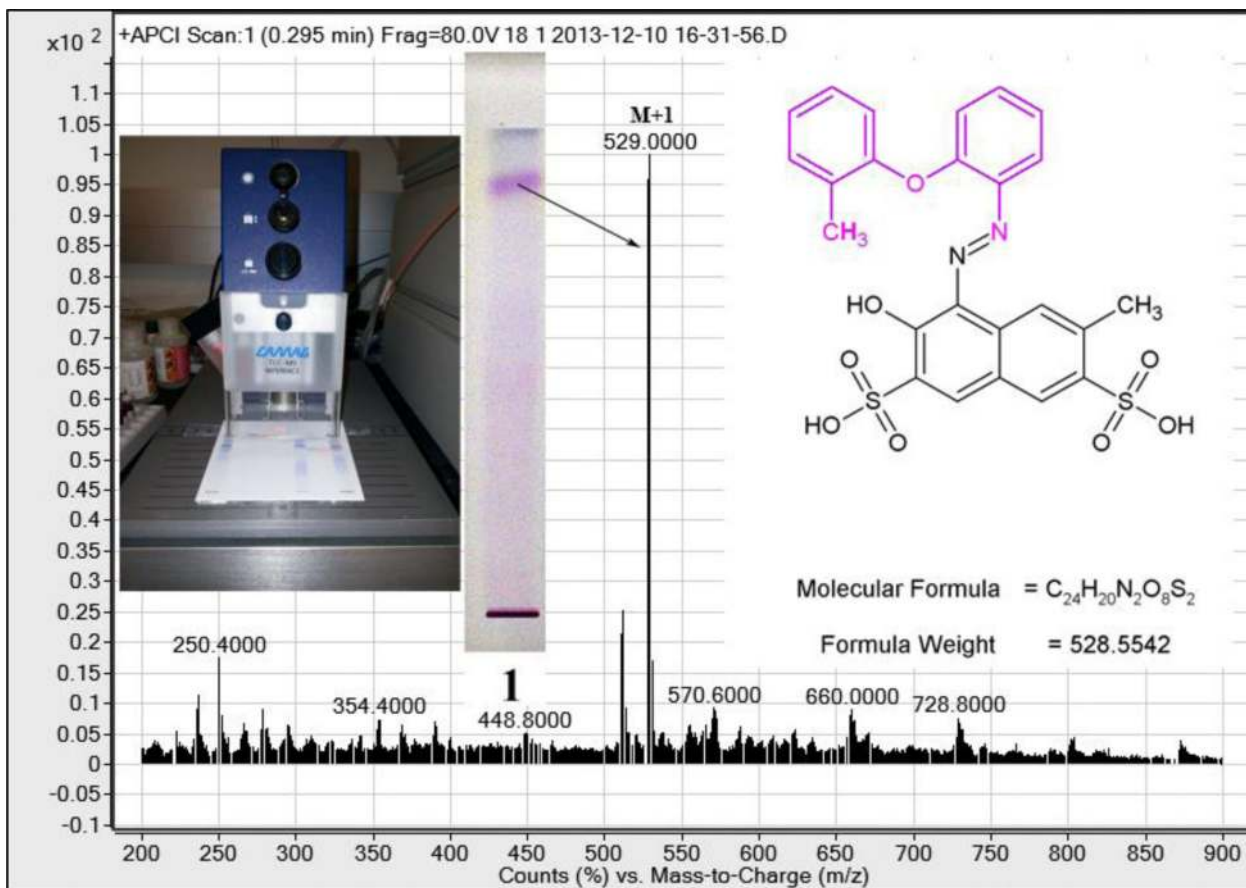 +APCI Scan:1 (0.295 min) Frag=80.0V 18 1 2013-12-10 16-31-56.D
x10 2
1.1
1.05
1
0.95
0.9
0.85
0.8
0.75
0.7
0.65
0.6
0.55
0.5
0.45
0.4
0.35
0.3
0.25
0.2
0.15
0.1
0.05
0
-0.05
-0.1
CAMAG
TLC-MS
INTERFACE
M+1
529.0000
250.4000
354.4000
1
448.8000
570.6000
660.0000
728.8000
O
CH₃
N
N
HO
CH₃
O
S
HO
O
O
S
OH
O
Molecular Formula = C₂₄H₂₀N₂O₈S₂
Formula Weight = 528.5542
200 250 300 350 400 450 500 550 600 650 700 750 800 850 900
Counts (%) vs. Mass-to-Charge (m/z)